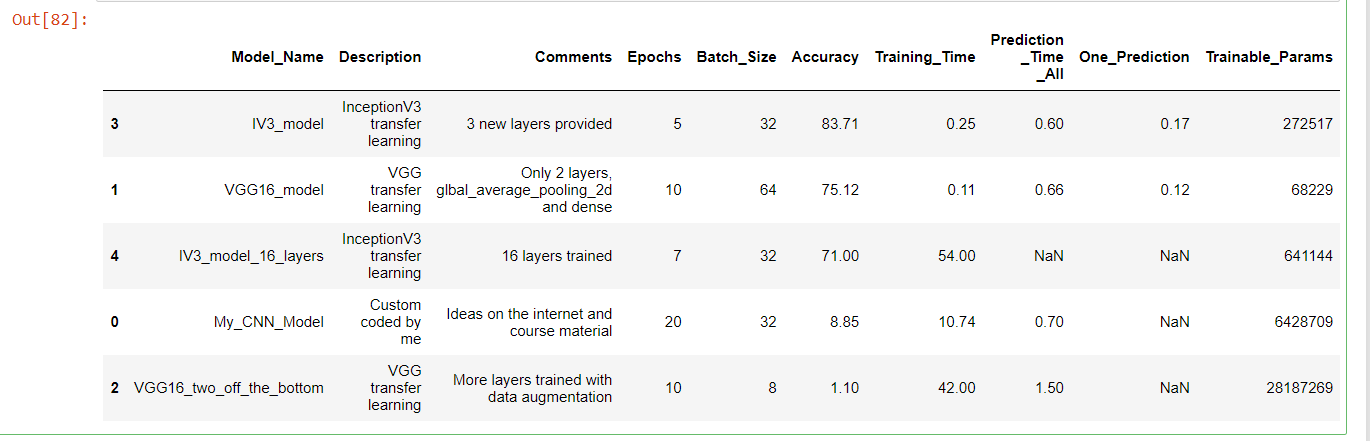 Out[82]:
Model_Name Description Comments Epochs Batch_Size Accuracy Training_Time Prediction _Time _All One_Prediction Trainable_Params
3 IV3_model InceptionV3 transfer learning 3 new layers provided 5 32 83.71 0.25 0.60 0.17 272517
1 VGG16_model VGG transfer learning Only 2 layers, glbal_average_pooling_2d and dense 10 64 75.12 0.11 0.66 0.12 68229
4 IV3_model_16_layers InceptionV3 transfer learning 16 layers trained 7 32 71.00 54.00 NaN NaN 641144
0 My_CNN_Model Custom coded by me Ideas on the internet and course material 20 32 8.85 10.74 0.70 NaN 6428709
2 VGG16_two_off_the_bottom VGG transfer learning More layers trained with data augmentation 10 8 1.10 42.00 1.50 NaN 28187269